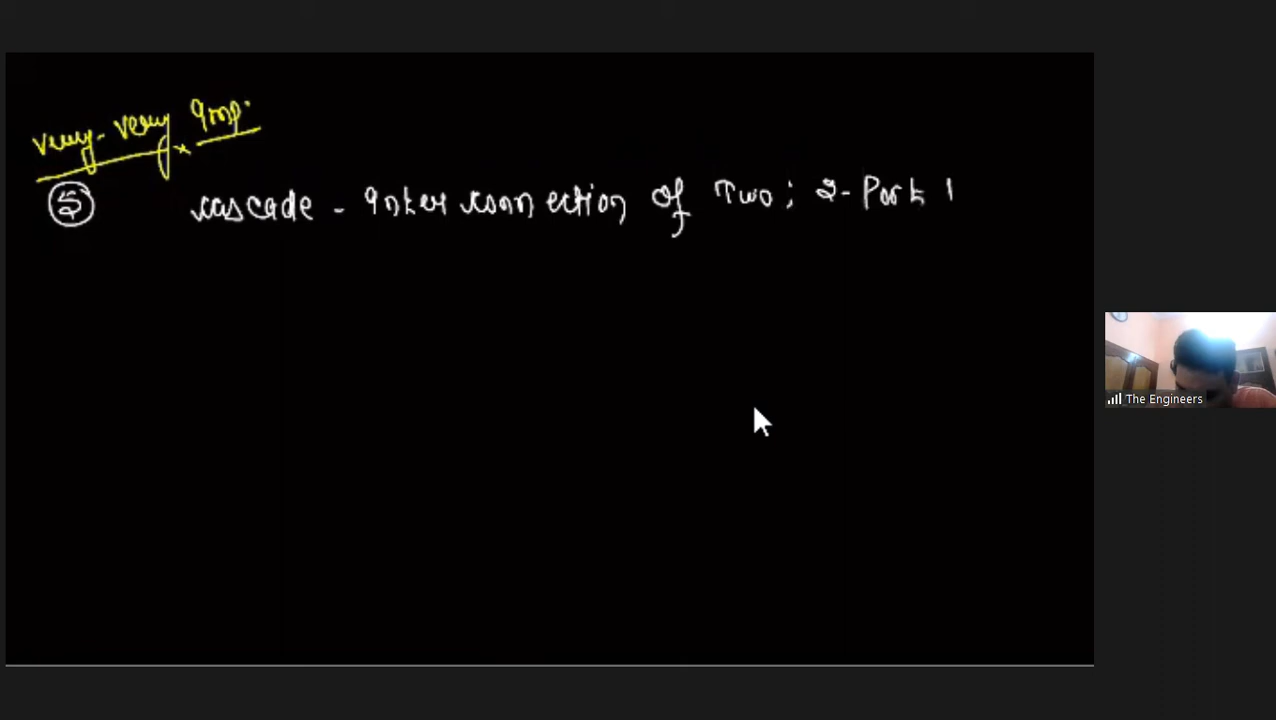 very-very Imp.
5 cascade - Inter connection of Two; 2-Port
The Engineers